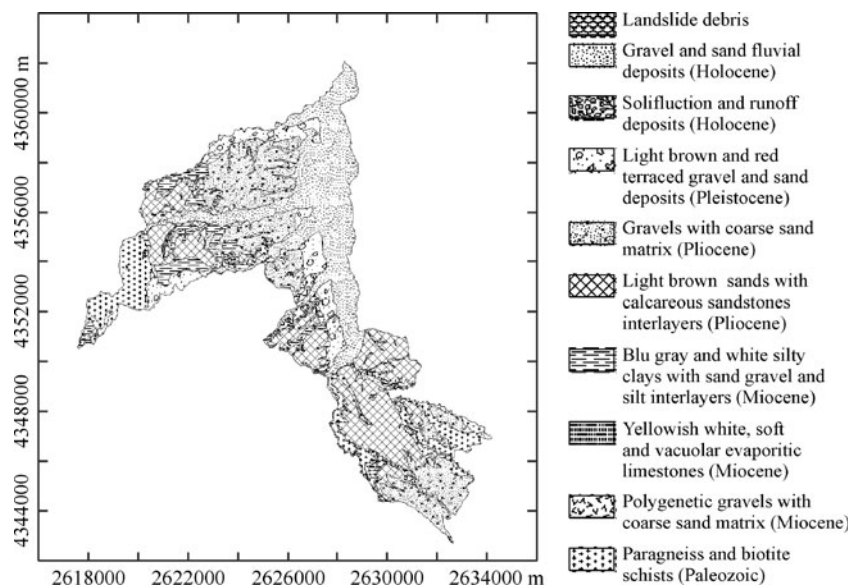 4360000 m
4356000
4352000
4348000
4344000
2618000 2622000 2626000 2630000 2634000 m
Landslide debris
Gravel and sand fluvial
deposits (Holocene)
Solifluction and runoff
deposits (Holocene)
Light brown and red
terraced gravel and sand
deposits (Pleistocene)
Gravels with coarse sand
matrix (Pliocene)
Light brown sands with
calcareous sandstones
interlayers (Pliocene)
Blu gray and white silty
clays with sand gravel and
silt interlayers (Miocene)
Yellowish white, soft
and vacuolar evaporitic
limestones (Miocene)
Polygenetic gravels with
coarse sand matrix (Miocene)
Paragneiss and biotite
schists (Paleozoic)